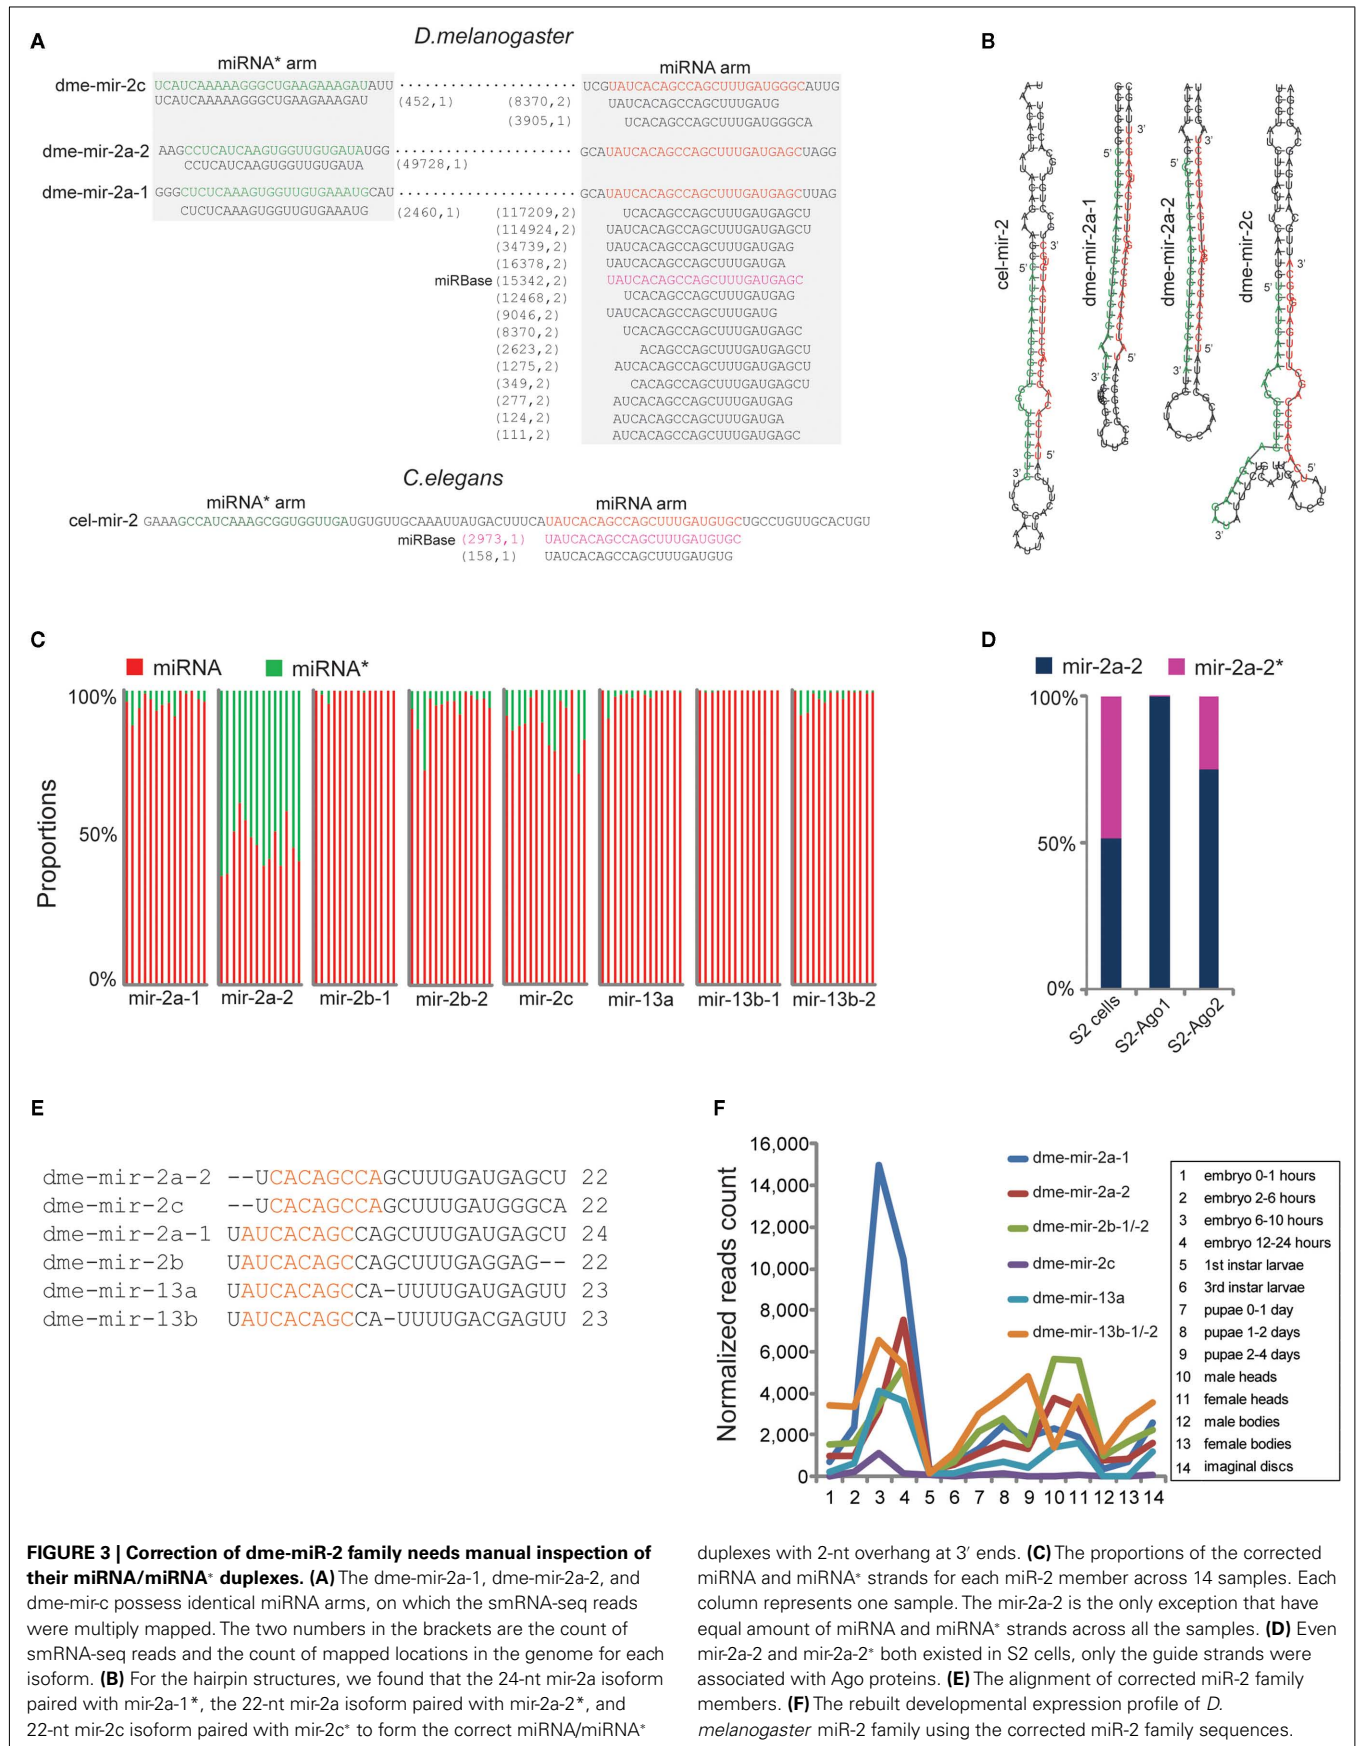 A
D.melanogaster
miRNA* arm
miRNA arm
dme-mir-2c UCAUCAAAAAGGGCUGAAGAAAGAUAUU ...................... UCGUAUCACAGCCAGCUUUGAUGGGCAUUG
UCAUCAAAAAGGGCUGAAGAAAGAU (452,1) (8370,2) UAUCACAGCCAGCUUUGAUG
(3905,1) UCACAGCCAGCUUUGAUGGGCA
dme-mir-2a-2 AAGCCUCAUCAAGUGGUUGUGAUAUGG ...................... GCAUAUCACAGCCAGCUUUGAUGAGCUAGG
CCUCAUCAAGUGGUUGUGAUA (49728,1)
dme-mir-2a-1 GGGCUCUCAAAGUGGUUGUGAAAUGCAU ...................... GCAUAUCACAGCCAGCUUUGAUGAGCUUAG
CUCUCAAAGUGGUUGUGAAAUG (2460,1) (117209,2) UCACAGCCAGCUUUGAUGAGCU
(114924,2) UAUCACAGCCAGCUUUGAUGAGCU
(34739,2) UAUCACAGCCAGCUUUGAUGAG
(16378,2) UAUCACAGCCAGCUUUGAUGA
miRBase (15342,2) UAUCACAGCCAGCUUUGAUGAGC
(12468,2) UCACAGCCAGCUUUGAUGAG
(9046,2) UAUCACAGCCAGCUUUGAUG
(8370,2) UCACAGCCAGCUUUGAUGAGC
(2623,2) ACAGCCAGCUUUGAUGAGCU
(1275,2) AUCACAGCCAGCUUUGAUGAGCU
(349,2) CACAGCCAGCUUUGAUGAGCU
(277,2) AUCACAGCCAGCUUUGAUGAG
(124,2) AUCACAGCCAGCUUUGAUGA
(111,2) AUCACAGCCAGCUUUGAUGAGC
C.elegans
miRNA* arm
miRNA arm
cel-mir-2 GAAAGCCAUCAAAGCGGUGGUUGAUGUGUUGCAAAUUAUGACUUUCAUAUCACAGCCAGCUUUGAUGUGCUGCCUGUUGCACUGU
miRBase (2973,1) UAUCACAGCCAGCUUUGAUGUGC
(158,1) UAUCACAGCCAGCUUUGAUGUG
B
cel-mir-2
5'
3'
3'
5'
dme-mir-2a-1
5'
3'
3'
5'
dme-mir-2a-2
5'
3'
3'
5'
dme-mir-2c
5'
3'
3'
5'
C
miRNA
miRNA*
Proportions
100%
50%
0%
mir-2a-1 mir-2a-2 mir-2b-1 mir-2b-2 mir-2c mir-13a mir-13b-1 mir-13b-2
D
mir-2a-2
mir-2a-2*
100%
50%
0%
S2 cells
S2-Ago1
S2-Ago2
E
dme-mir-2a-2 --UCACAGCCAGCUUUGAUGAGCU 22
dme-mir-2c --UCACAGCCAGCUUUGAUGGGCA 22
dme-mir-2a-1 UAUCACAGCCAGCUUUGAUGAGCU 24
dme-mir-2b UAUCACAGCCAGCUUUGAGGAG-- 22
dme-mir-13a UAUCACAGCCA-UUUUGAUGAGUU 23
dme-mir-13b UAUCACAGCCA-UUUUGACGAGUU 23
F
Normalized reads count
16,000
14,000
12,000
10,000
8,000
6,000
4,000
2,000
0
1 2 3 4 5 6 7 8 9 10 11 12 13 14
dme-mir-2a-1
dme-mir-2a-2
dme-mir-2b-1/-2
dme-mir-2c
dme-mir-13a
dme-mir-13b-1/-2
1 embryo 0-1 hours
2 embryo 2-6 hours
3 embryo 6-10 hours
4 embryo 12-24 hours
5 1st instar larvae
6 3rd instar larvae
7 pupae 0-1 day
8 pupae 1-2 days
9 pupae 2-4 days
10 male heads
11 female heads
12 male bodies
13 female bodies
14 imaginal discs
FIGURE 3 | Correction of dme-miR-2 family needs manual inspection of
their miRNA/miRNA* duplexes. (A) The dme-mir-2a-1, dme-mir-2a-2, and
dme-mir-c possess identical miRNA arms, on which the smRNA-seq reads
were multiply mapped. The two numbers in the brackets are the count of
smRNA-seq reads and the count of mapped locations in the genome for each
isoform. (B) For the hairpin structures, we found that the 24-nt mir-2a isoform
paired with mir-2a-1*, the 22-nt mir-2a isoform paired with mir-2a-2*, and
22-nt mir-2c isoform paired with mir-2c* to form the correct miRNA/miRNA*
duplexes with 2-nt overhang at 3′ ends. (C) The proportions of the corrected
miRNA and miRNA* strands for each miR-2 member across 14 samples. Each
column represents one sample. The mir-2a-2 is the only exception that have
equal amount of miRNA and miRNA* strands across all the samples. (D) Even
mir-2a-2 and mir-2a-2* both existed in S2 cells, only the guide strands were
associated with Ago proteins. (E) The alignment of corrected miR-2 family
members. (F) The rebuilt developmental expression profile of D.
melanogaster miR-2 family using the corrected miR-2 family sequences.